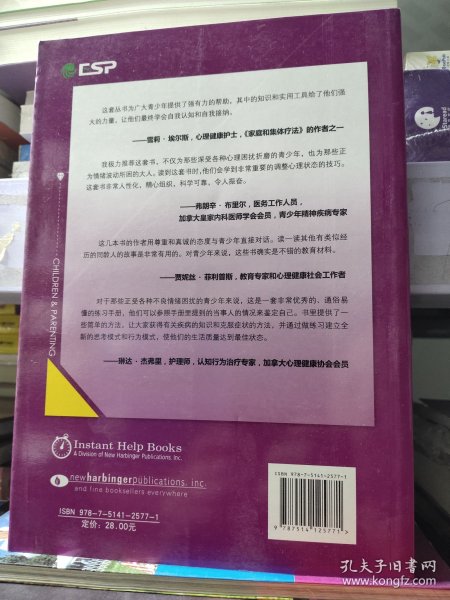 CSP
这套丛书为广大青少年提供了强有力的帮助，其中的知识和实用工具给了他们强
大的力量，让他们最终学会自我认知和自我接纳。
——雪莉·埃尔斯，心理健康护士，《家庭和集体疗法》的作者之一
我极力推荐这套书，不仅为那些深受各种心理困扰折磨的青少年，也为那些正
为情绪波动所困的大人。读到这套书时，他们会学到非常重要的调整心理状态的技巧。
这套书非常人性化，精心组织，科学可靠，令人振奋。
——弗朗辛·布里尔，医务工作人员，
加拿大皇家内科医师学会会员，青少年精神疾病专家
这几本书的作者用尊重和真诚的态度与青少年直接对话。读一读其他有类似经
历的同龄人的故事是非常有用的。对青少年来说，这些书确实是不错的教育材料。
——贾妮丝·菲利普斯，教育专家和心理健康社会工作者
对于那些正受各种不良情绪困扰的青少年来说，这是一套非常优秀的、通俗易
懂的练习手册，他们可以参照手册里提到的当事人的情况来鉴定自己。书里提供了一
些简单的方法，让大家获得有关疾病的知识和克服症状的方法，并通过做练习建立全
新的思考模式和行为模式，使他们的生活质量达到最佳状态。
——琳达·杰弗里，护理师，认知行为治疗专家，加拿大心理健康协会会员
CHILDREN & PARENTING
Instant Help Books
A Division of New Harbinger Publications, Inc.
newharbingerpublications, inc.
and fine booksellers everywhere
ISBN 978-7-5141-2577-1
定价：28.00元
ISBN 978-7-5141-2577-1
9 787514 125771 >
孔夫子旧书网
www.kongfz.com